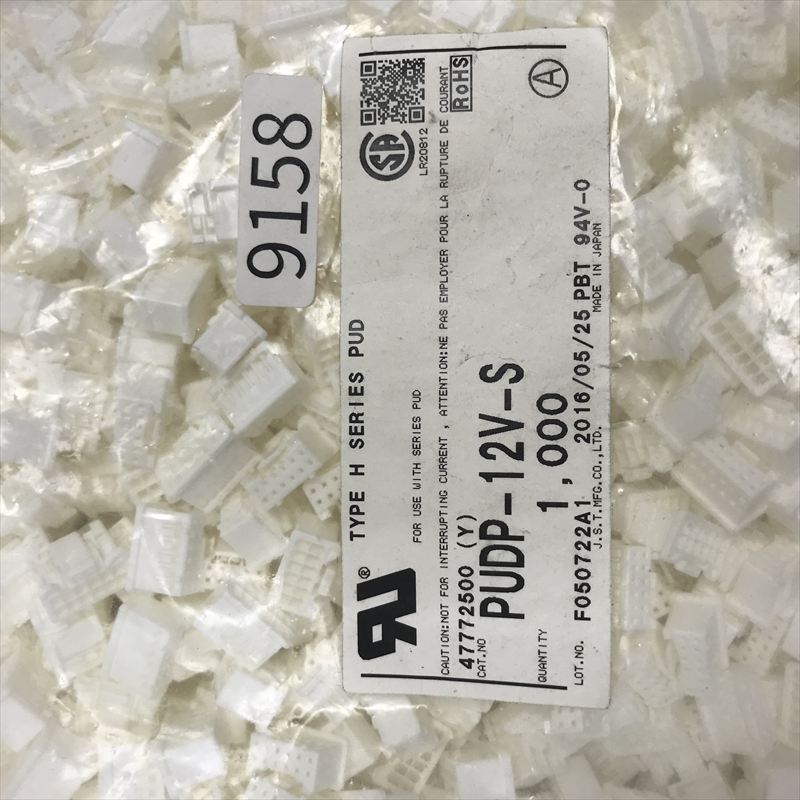 9158
RU®
TYPE H SERIES PUD
SA
LR20812
FOR USE WITH SERIES PUD
RoHS
CAUTION:NOT FOR INTERRUPTING CURRENT , ATTENTION:NE PAS EMPLOYER POUR LA RUPTURE DE COURANT
47772500 (Y)
CAT.NO
PUDP-12V-S
A
QUANTITY
1,000
LOT.NO.
F050722A1 2016/05/25 PBT 94V-0
J.S.T.MFG.CO.,LTD. MADE IN JAPAN